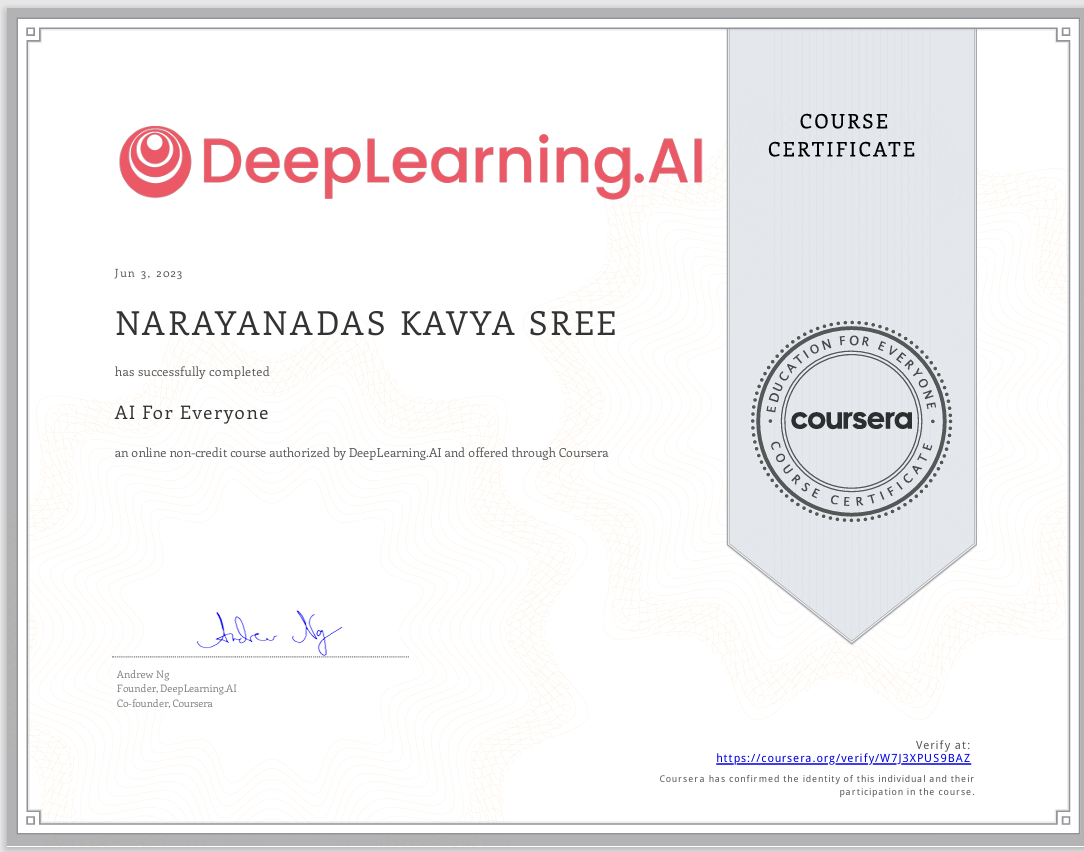 DeepLearning.AI
COURSE
CERTIFICATE
Jun 3, 2023
NARAYANADAS KAVYA SREE
has successfully completed
AI For Everyone
an online non-credit course authorized by DeepLearning.AI and offered through Coursera
EDUCATION FOR EVERYONE
coursera
COURSE CERTIFICATE
Andrew Ng
Andrew Ng
Founder, DeepLearning.AI
Co-founder, Coursera
Verify at:
https://coursera.org/verify/W7J3XPUS9BAZ
Coursera has confirmed the identity of this individual and their
participation in the course.